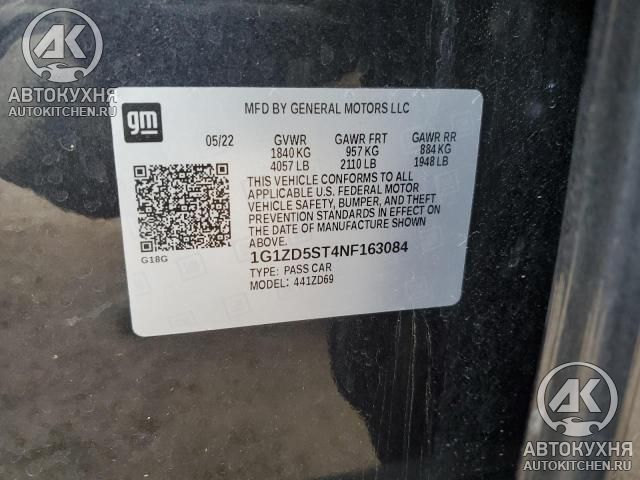 AK
АВТОКУХНЯ
AUTOKITCHEN.RU
gm
MFD BY GENERAL MOTORS LLC
05/22 GVWR GAWR FRT GAWR RR
1840 KG 957 KG 884 KG
4057 LB 2110 LB 1948 LB
THIS VEHICLE CONFORMS TO ALL
APPLICABLE U.S. FEDERAL MOTOR
VEHICLE SAFETY, BUMPER, AND THEFT
PREVENTION STANDARDS IN EFFECT ON
THE DATE OF MANUFACTURE SHOWN
ABOVE.
G18G
1G1ZD5ST4NF163084
TYPE: PASS CAR
MODEL: 441ZD69
AK
АВТОКУХНЯ
AUTOKITCHEN.RU